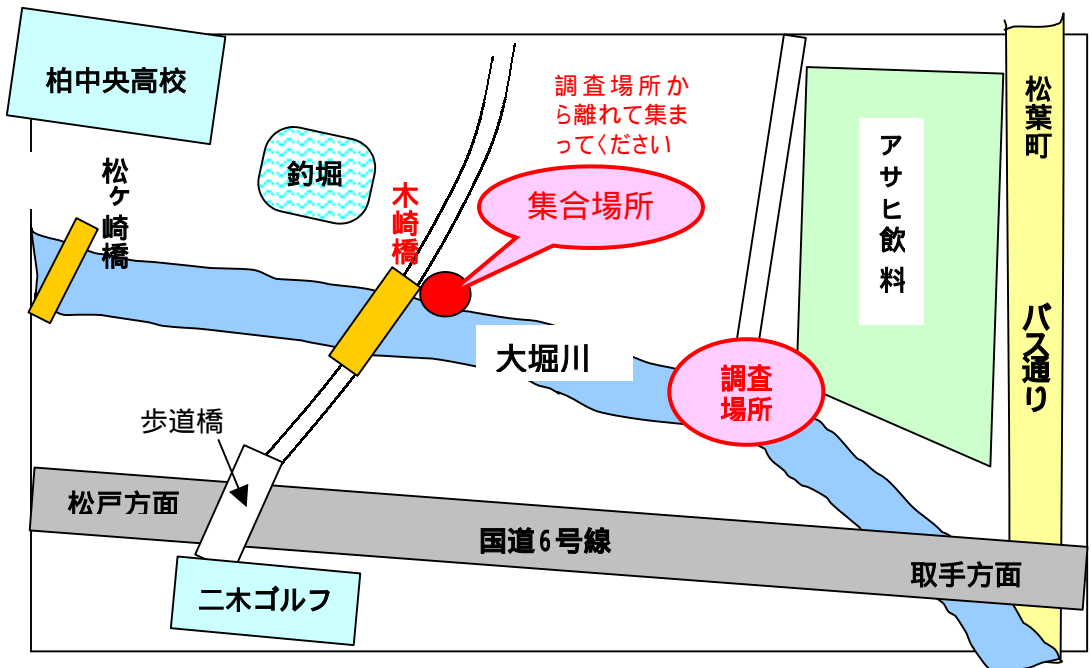 柏中央高校
調査場所か
ら離れて集ま
ってください
松葉町
アサヒ飲料
釣堀
松ヶ崎橋
木崎橋
集合場所
バス通り
大堀川
調査
場所
歩道橋
松戸方面
国道6号線
取手方面
二木ゴルフ